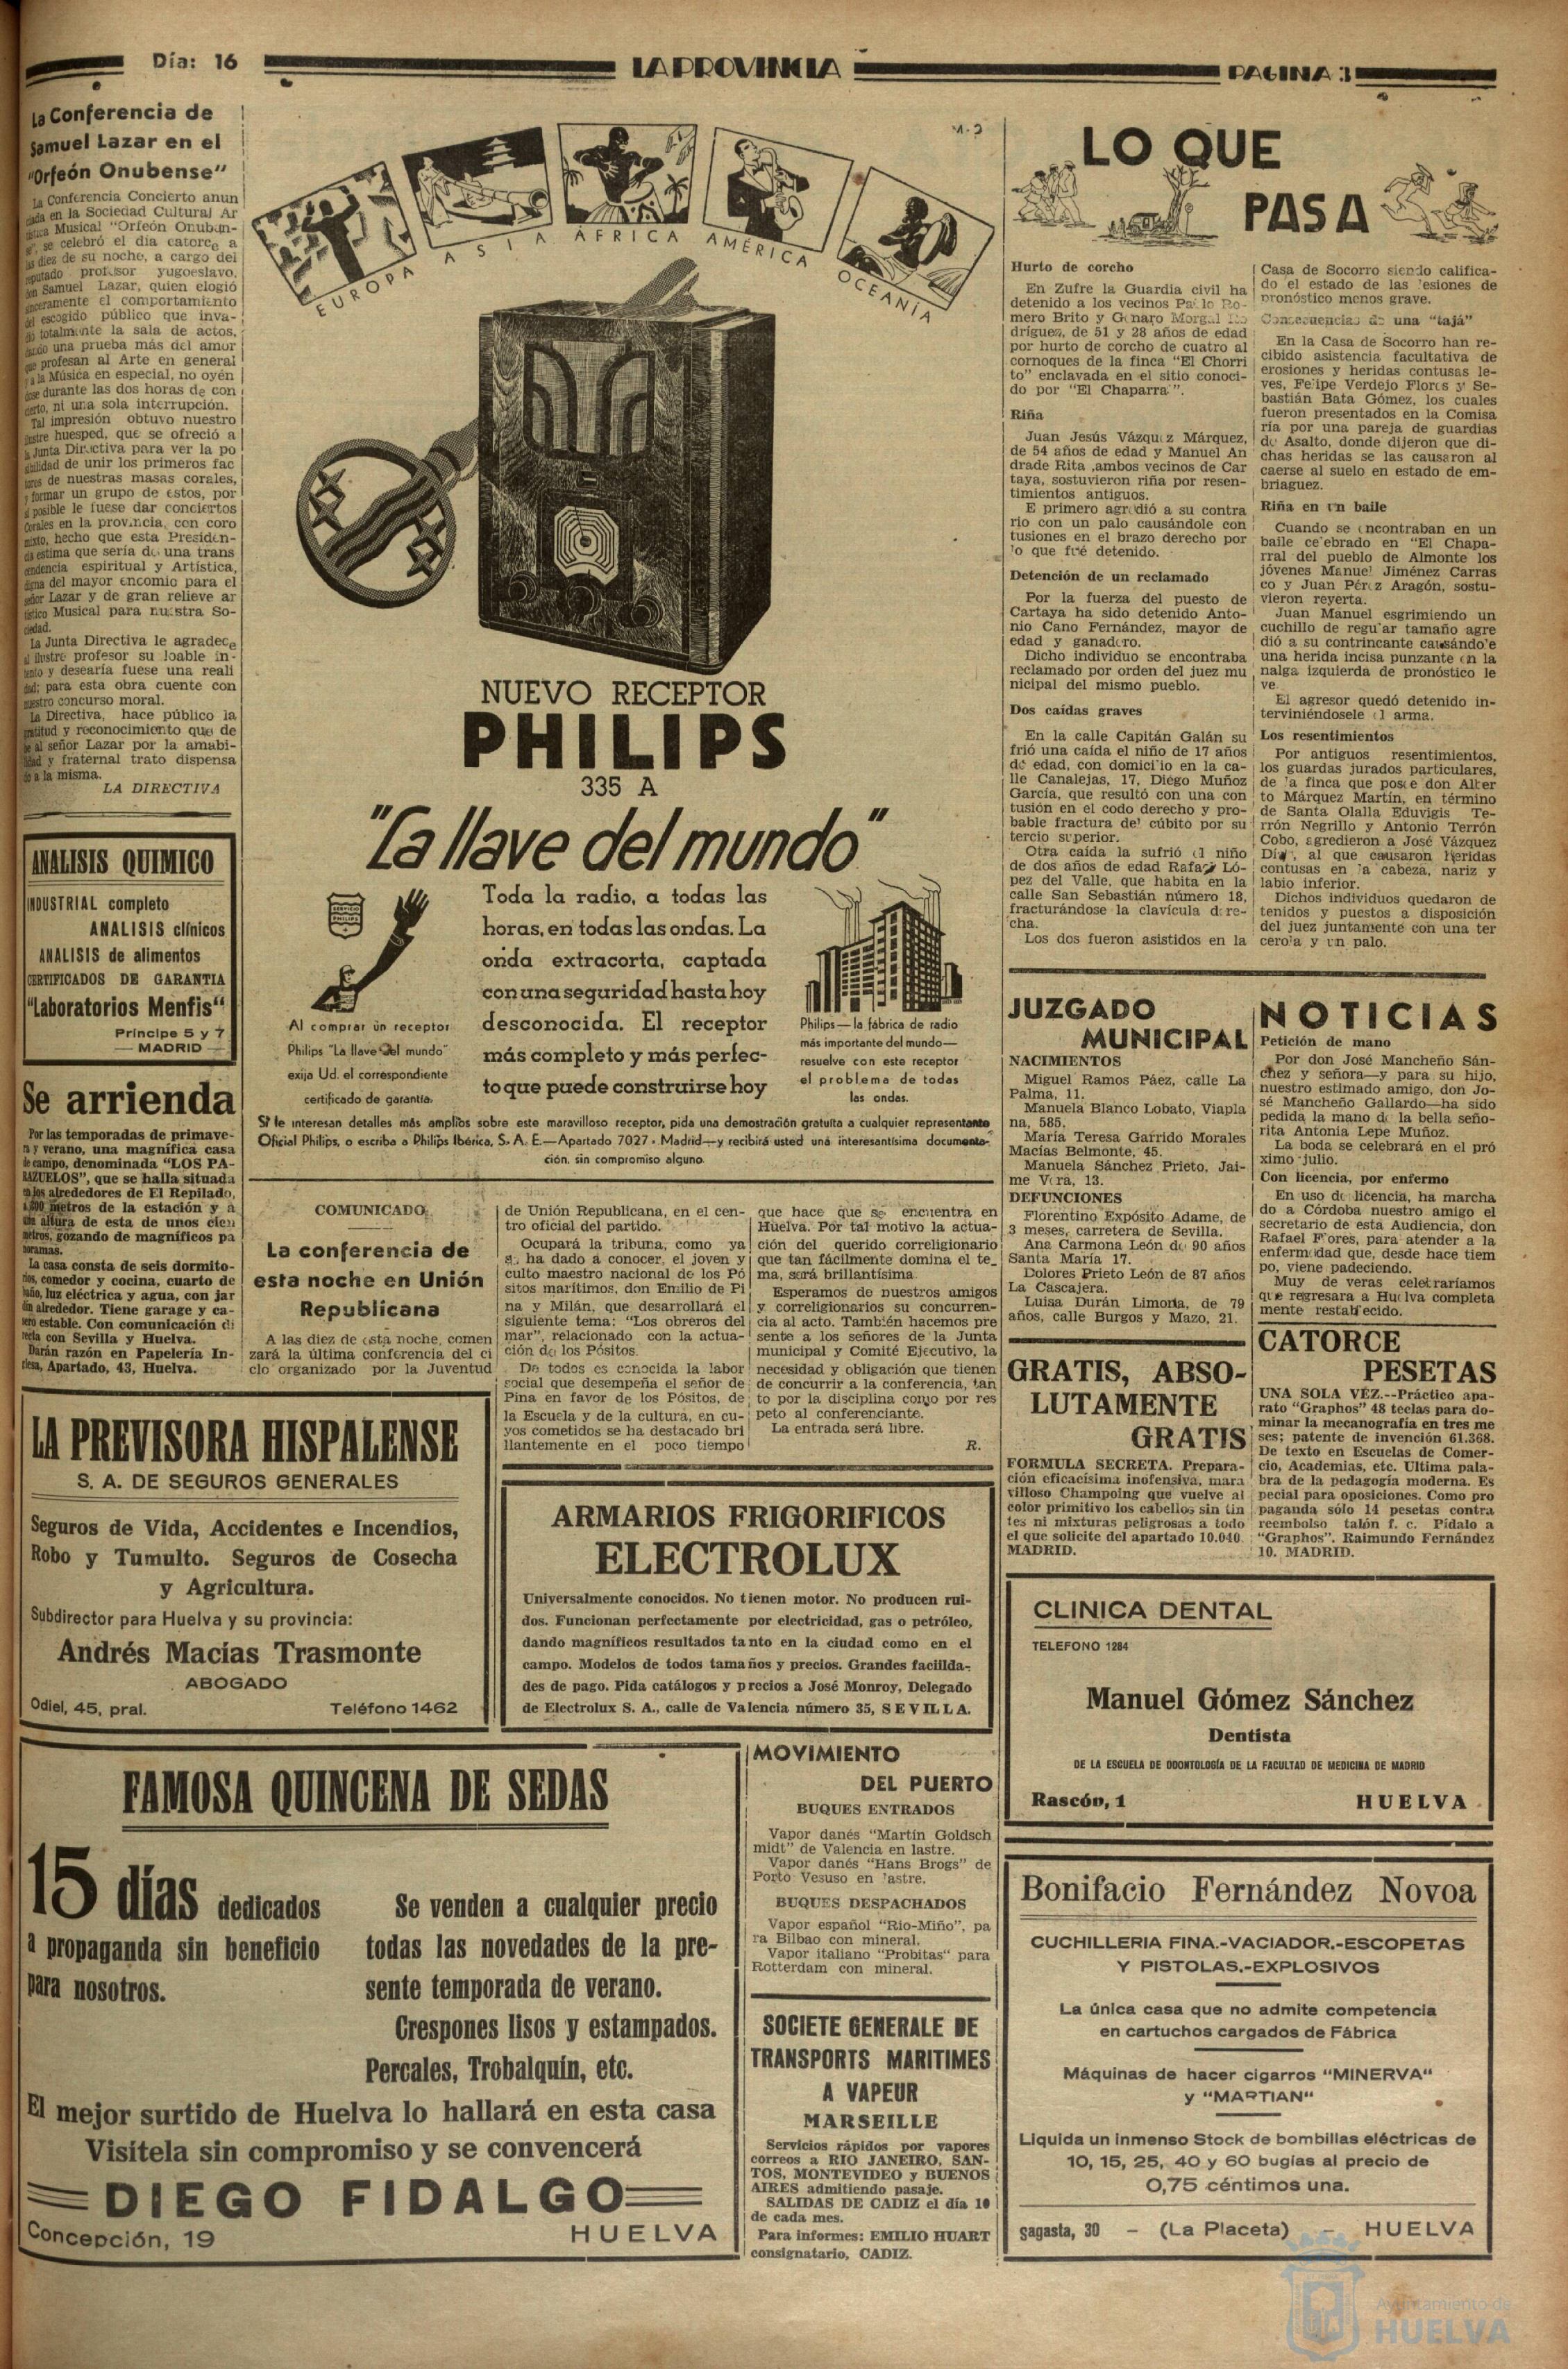 Día: 16
LA PROVINCIA
PAGINA 3
La Conferencia de
Samuel Lazar en el
"Orfeón Onubense"
La Conferencia Concierto anun
en la Sociedad Cultural Ar
Musical "Orfeón Onuben-
se celebró el día catorce a
las diez de su noche, a cargo del
reputado profesor yugoeslavo,
don Samuel Lazar, quien elogió
sinceramente el comportamiento
del escogido público que inva-
totalmente la sala de actos,
dando una prueba más del amor
que profesan al Arte en general
y a la Música en especial, no oyén
dose durante las dos horas de con
cierto, ni una sola interrupción.
Tal impresión obtuvo nuestro
ilustre huesped, que se ofreció a
la Junta Directiva para ver la po
sibilidad de unir los primeros fac
tores de nuestras masas corales,
y formar un grupo de estos, por
si posible le fuese dar conciertos
Corales en la provincia, con coro
mixto, hecho que esta Presiden-
cia estima que sería de una trans
cendencia espiritual y Artística,
digna del mayor encomio para el
señor Lazar y de gran relieve ar
tístico Musical para nuestra So-
ciedad.
La Junta Directiva le agradece
al ilustre profesor su loable in-
tento y desearía fuese una reali
dad; para esta obra cuente con
nuestro concurso moral.
La Directiva, hace público la
gratitud y reconocimiento que de
be al señor Lazar por la amabi-
lidad y fraternal trato dispensa
do a la misma.
LA DIRECTIVA
ANALISIS QUIMICO
INDUSTRIAL completo
ANALISIS clínicos
ANALISIS de alimentos
CERTIFICADOS DE GARANTIA
"Laboratorios Menfis"
Príncipe 5 y 7
— MADRID —
Se arrienda
Por las temporadas de primave-
ra y verano, una magnífica casa
de campo, denominada "LOS PA-
RAZUELOS", que se halla situada
en los alrededores de El Repilado,
a 800 metros de la estación y a
una altura de esta de unos cien
metros, gozando de magníficos pa
noramas.
La casa consta de seis dormito-
rios, comedor y cocina, cuarto de
baño, luz eléctrica y agua, con jar
dín alrededor. Tiene garage y ca-
sero estable. Con comunicación di
recta con Sevilla y Huelva.
Darán razón en Papelería In-
glesa, Apartado, 43, Huelva.
EUROPA
ASIA
ÁFRICA
AMÉRICA
OCEANÍA
NUEVO RECEPTOR
PHILIPS
335 A
"La llave del mundo"
SERVICIO
PHILIPS
Al comprar un receptor
Philips "La llave del mundo"
exija Ud. el correspondiente
certificado de garantía.
Toda la radio, a todas las
horas, en todas las ondas. La
onda extracorta, captada
con una seguridad hasta hoy
desconocida. El receptor
más completo y más perfec-
to que puede construirse hoy
Philips — la fábrica de radio
más importante del mundo —
resuelve con este receptor
el problema de todas
las ondas.
Si le interesan detalles más amplios sobre este maravilloso receptor, pida una demostración gratuita a cualquier representante
Oficial Philips, o escriba a Philips Ibérica, S. A. E.— Apartado 7027 - Madrid — y recibirá usted una interesantísima documenta-
ción, sin compromiso alguno.
COMUNICADO
La conferencia de
esta noche en Unión
Republicana
A las diez de esta noche, comen
zará la última conferencia del ci
clo organizado por la Juventud
de Unión Republicana, en el cen-
tro oficial del partido.
Ocupará la tribuna, como ya
se ha dado a conocer, el joven y
culto maestro nacional de los Pó
sitos marítimos, don Emilio de Pi
na y Milán, que desarrollará el
siguiente tema: "Los obreros del
mar", relacionado con la actua-
ción de los Pósitos.
De todos es conocida la labor
social que desempeña el señor de
Pina en favor de los Pósitos, de
la Escuela y de la cultura, en cu-
yos cometidos se ha destacado bri
llantemente en el poco tiempo
que hace que se encuentra en
Huelva. Por tal motivo la actua-
ción del querido correligionario
que tan fácilmente domina el te-
ma, será brillantísima.
Esperamos de nuestros amigos
y correligionarios su concurren-
cia al acto. También hacemos pre
sente a los señores de la Junta
municipal y Comité Ejecutivo, la
necesidad y obligación que tienen
de concurrir a la conferencia, tan
to por la disciplina como por res
peto al conferenciante.
La entrada será libre.
R.
LA PREVISORA HISPALENSE
S. A. DE SEGUROS GENERALES
Seguros de Vida, Accidentes e Incendios,
Robo y Tumulto. Seguros de Cosecha
y Agricultura.
Subdirector para Huelva y su provincia:
Andrés Macías Trasmonte
ABOGADO
Odiel, 45, pral.
Teléfono 1462
ARMARIOS FRIGORIFICOS
ELECTROLUX
Universalmente conocidos. No tienen motor. No producen rui-
dos. Funcionan perfectamente por electricidad, gas o petróleo,
dando magníficos resultados tanto en la ciudad como en el
campo. Modelos de todos tamaños y precios. Grandes faciilda-
des de pago. Pida catálogos y precios a José Monroy, Delegado
de Electrolux S. A., calle de Valencia número 35, SEVILLA.
FAMOSA QUINCENA DE SEDAS
15 días dedicados
a propaganda sin beneficio
para nosotros.
Se venden a cualquier precio
todas las novedades de la pre-
sente temporada de verano.
Crespones lisos y estampados.
Percales, Trobalquín, etc.
El mejor surtido de Huelva lo hallará en esta casa
Visítela sin compromiso y se convencerá
DIEGO FIDALGO
Concepción, 19
HUELVA
MOVIMIENTO
DEL PUERTO
BUQUES ENTRADOS
Vapor danés "Martín Goldsch
midt" de Valencia en lastre.
Vapor danés "Hans Brogs" de
Porto Vesuso en lastre.
BUQUES DESPACHADOS
Vapor español "Rio-Miño", pa
ra Bilbao con mineral.
Vapor italiano "Probitas" para
Rotterdam con mineral.
SOCIETE GENERALE DE
TRANSPORTS MARITIMES
A VAPEUR
MARSEILLE
Servicios rápidos por vapores
correos a RIO JANEIRO, SAN-
TOS, MONTEVIDEO y BUENOS
AIRES admitiendo pasaje.
SALIDAS DE CADIZ el día 10
de cada mes.
Para informes: EMILIO HUART
consignatario, CADIZ.
LO QUE
PASA
Hurto de corcho
En Zufre la Guardia civil ha
detenido a los vecinos Pablo Ro-
mero Brito y Genaro Morgal Ro
dríguez, de 51 y 28 años de edad
por hurto de corcho de cuatro al
cornoques de la finca "El Chorri
to" enclavada en el sitio conoci-
do por "El Chaparral".
Riña
Juan Jesús Vázquez Márquez,
de 54 años de edad y Manuel An
drade Rita ,ambos vecinos de Car
taya, sostuvieron riña por resen-
timientos antiguos.
E primero agredió a su contra
rio con un palo causándole con
tusiones en el brazo derecho por
lo que fué detenido.
Detención de un reclamado
Por la fuerza del puesto de
Cartaya ha sido detenido Anto-
nio Cano Fernández, mayor de
edad y ganadero.
Dicho individuo se encontraba
reclamado por orden del juez mu
nicipal del mismo pueblo.
Dos caídas graves
En la calle Capitán Galán su
frió una caída el niño de 17 años
de edad, con domicilio en la ca-
lle Canalejas, 17, Diego Muñoz
García, que resultó con una con
tusión en el codo derecho y pro-
bable fractura del cúbito por su
tercio superior.
Otra caída la sufrió el niño
de dos años de edad Rafael Ló-
pez del Valle, que habita en la
calle San Sebastián número 18,
fracturándose la clavícula dere-
cha.
Los dos fueron asistidos en la
Casa de Socorro siendo califica-
do el estado de las lesiones de
pronóstico menos grave.
Consecuencias de una "tajá"
En la Casa de Socorro han re-
cibido asistencia facultativa de
erosiones y heridas contusas le-
ves, Felipe Verdejo Flores y Se-
bastián Bata Gómez, los cuales
fueron presentados en la Comisa
ría por una pareja de guardias
de Asalto, donde dijeron que di-
chas heridas se las causaron al
caerse al suelo en estado de em-
briaguez.
Riña en un baile
Cuando se encontraban en un
baile celebrado en "El Chapa-
rral del pueblo de Almonte los
jóvenes Manuel Jiménez Carras
co y Juan Pérez Aragón, sostu-
vieron reyerta.
Juan Manuel esgrimiendo un
cuchillo de regular tamaño agre
dió a su contrincante causándole
una herida incisa punzante en la
nalga izquierda de pronóstico le
ve.
El agresor quedó detenido in-
terviniéndosele el arma.
Los resentimientos
Por antiguos resentimientos,
los guardas jurados particulares,
de la finca que posee don Alber
to Márquez Martín, en término
de Santa Olalla Eduvigis Te-
rrón Negrillo y Antonio Terrón
Cobo, agredieron a José Vázquez
al que causaron heridas
contusas en la cabeza, nariz y
labio inferior.
Dichos individuos quedaron de
tenidos y puestos a disposición
del juez juntamente con una ter
cerola y un palo.
JUZGADO
MUNICIPAL
NACIMIENTOS
Miguel Ramos Páez, calle La
Palma, 11.
Manuela Blanco Lobato, Viapla
na, 585.
María Teresa Garrido Morales
Macías Belmonte, 45.
Manuela Sánchez Prieto, Jai-
me Vera, 13.
DEFUNCIONES
Florentino Expósito Adame, de
3 meses, carretera de Sevilla.
Ana Carmona León de 90 años
Santa María 17.
Dolores Prieto León de 87 años
La Cascajera.
Luisa Durán Limoria, de 79
años, calle Burgos y Mazo, 21.
NOTICIAS
Petición de mano
Por don José Mancheño Sán-
chez y señora—y para su hijo,
nuestro estimado amigo, don Jo-
sé Mancheño Gallardo—ha sido
pedida la mano de la bella seño-
rita Antonia Lepe Muñoz.
La boda se celebrará en el pró
ximo julio.
Con licencia, por enfermo
En uso de licencia, ha marcha
do a Córdoba nuestro amigo el
secretario de esta Audiencia, don
Rafael Flores, para atender a la
enfermedad que, desde hace tiem
po, viene padeciendo.
Muy de veras celebraríamos
que regresara a Huelva completa
mente restablecido.
GRATIS, ABSO-
LUTAMENTE
GRATIS
FORMULA SECRETA. Prepara-
ción eficacísima inofensiva, mara
villoso Champoing que vuelve al
color primitivo los cabellos sin tin
tes ni mixturas peligrosas a todo
el que solicite del apartado 10.040.
MADRID.
CATORCE
PESETAS
UNA SOLA VEZ.--Práctico apa-
rato "Graphos" 48 teclas para do-
minar la mecanografía en tres me
ses; patente de invención 61.368.
De texto en Escuelas de Comer-
cio, Academias, etc. Ultima pala-
bra de la pedagogía moderna. Es
pecial para oposiciones. Como pro
paganda sólo 14 pesetas contra
reembolso talón f. c. Pídalo a
"Graphos". Raimundo Fernández
10. MADRID.
CLINICA DENTAL
TELEFONO 1284
Manuel Gómez Sánchez
Dentista
DE LA ESCUELA DE ODONTOLOGÍA DE LA FACULTAD DE MEDICINA DE MADRID
Rascón, 1
HUELVA
Bonifacio Fernández Novoa
CUCHILLERIA FINA.-VACIADOR.-ESCOPETAS
Y PISTOLAS.-EXPLOSIVOS
La única casa que no admite competencia
en cartuchos cargados de Fábrica
Máquinas de hacer cigarros "MINERVA"
y "MARTIAN"
Liquida un inmenso Stock de bombillas eléctricas de
10, 15, 25, 40 y 60 bugías al precio de
0,75 céntimos una.
Sagasta, 30 – (La Placeta) – HUELVA
Ayuntamiento de
HUELVA